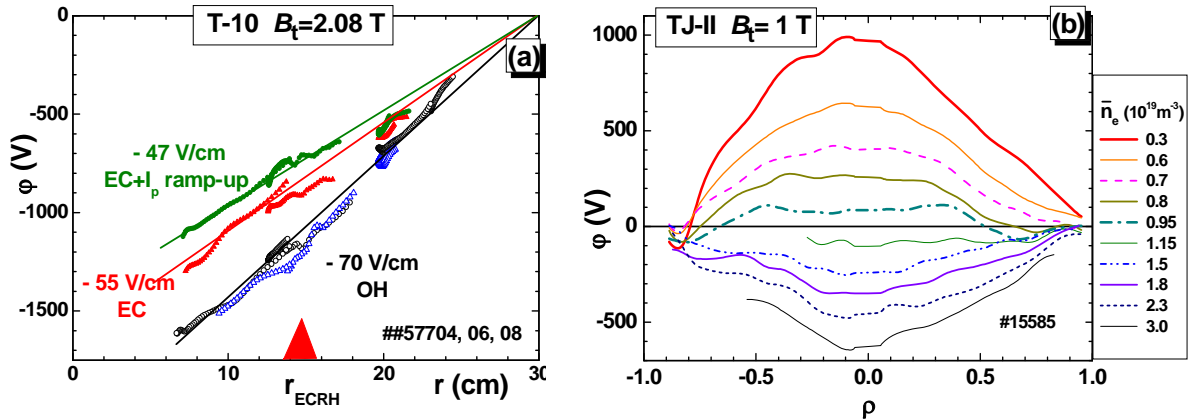 T-10 Bt=2.08 T
(a)
0
-500
-1000
-1500
φ (V)
- 47 V/cm
EC+Ip ramp-up
- 55 V/cm
EC
- 70 V/cm
OH
##57704, 06, 08
0
10
20
30
rECRH
r (cm)
TJ-II Bt= 1 T
(b)
1000
500
0
-500
φ (V)
#15585
-1.0
-0.5
0.0
0.5
1.0
ρ
n̅e (10¹⁹m⁻³)
0.3
0.6
0.7
0.8
0.95
1.15
1.5
1.8
2.3
3.0